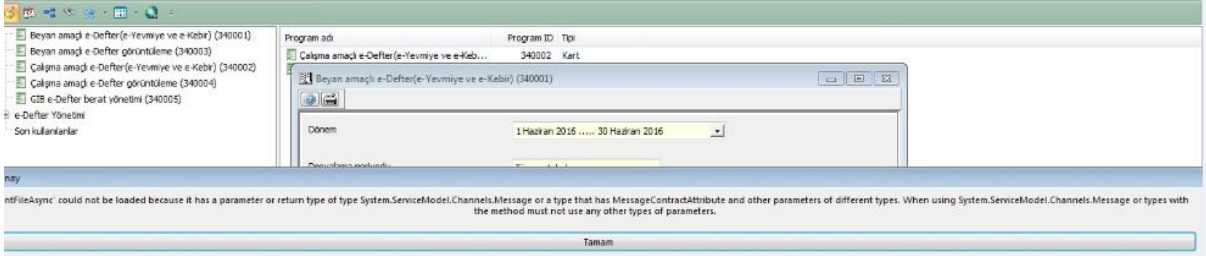 Beyan amaçlı e-Defter(e-Yevmiye ve e-Kebir) (340001)
Beyan amaçlı e-Defter görüntüleme (340003)
Çalışma amaçlı e-Defter(e-Yevmiye ve e-Kebir) (340002)
Çalışma amaçlı e-Defter görüntüleme (340004)
GİB e-Defter berat yönetimi (340005)
e-Defter Yönetimi
Son kullanılanlar
Program adı Program ID Tipi
Çalışma amaçlı e-Defter(e-Yevmiye ve e-Keb... 340002 Kart
Beyan amaçlı e-Defter(e-Yevmiye ve e-Kebir) (340001)
Dönem 1 Haziran 2016 ..... 30 Haziran 2016
nay
ntFileAsync' could not be loaded because it has a parameter or return type of type System.ServiceModel.Channels.Message or a type that has MessageContractAttribute and other parameters of different types. When using System.ServiceModel.Channels.Message or types with
the method must not use any other types of parameters.
Tamam